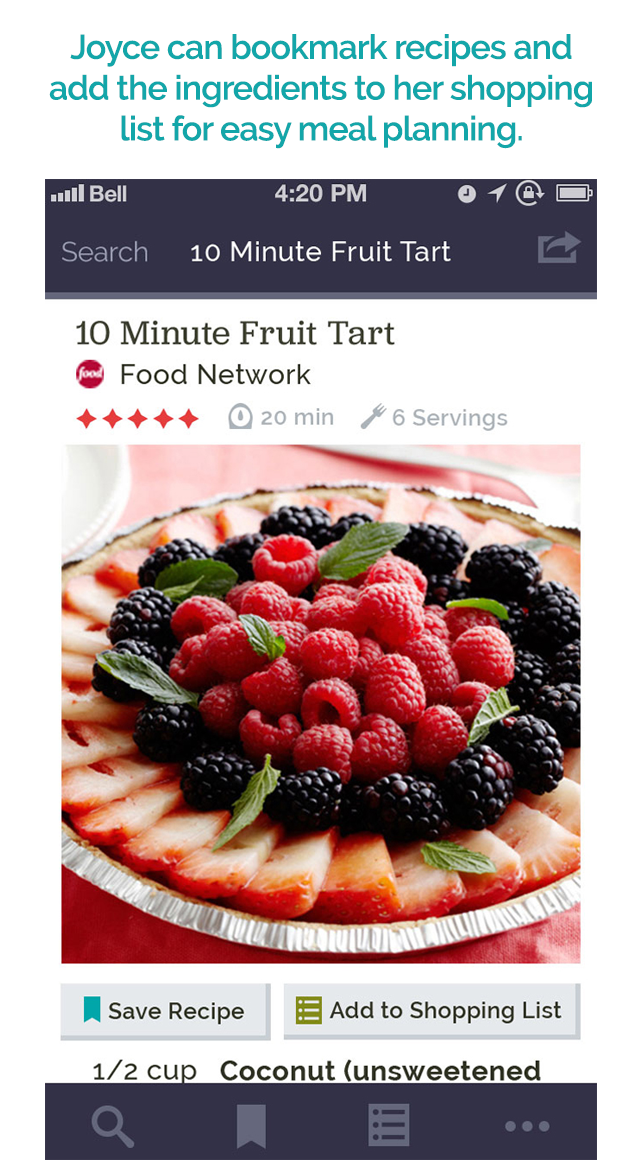 Joyce can bookmark recipes and
add the ingredients to her shopping
list for easy meal planning.
Bell 4:20 PM
Search 10 Minute Fruit Tart
10 Minute Fruit Tart
food Food Network
20 min 6 Servings
Save Recipe Add to Shopping List
1/2 cup Coconut (unsweetened